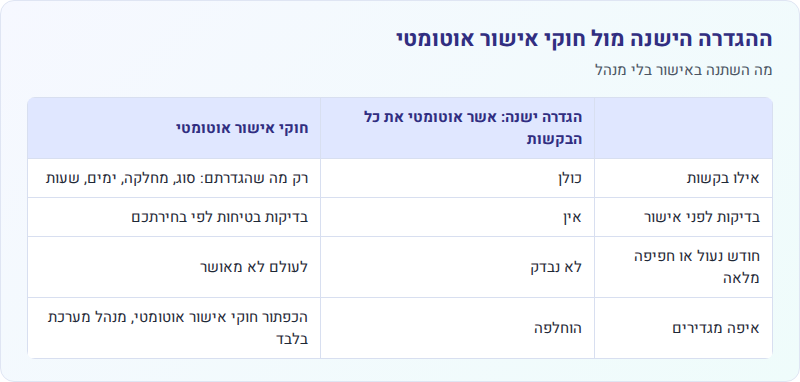 ההגדרה הישנה מול חוקי אישור אוטומטי
מה השתנה באישור בלי מנהל
הגדרה ישנה: אשר אוטומטי את כל
הבקשות
חוקי אישור אוטומטי
אילו בקשות
כולן
רק מה שהגדרתם: סוג, מחלקה, ימים, שעות
בדיקות לפני אישור
אין
בדיקות בטיחות לפי בחירתכם
חודש נעול או חפיפה
מלאה
לא נבדק
לעולם לא מאושר
איפה מגדירים
הוחלפה
הכפתור חוקי אישור אוטומטי, מנהל מערכת
בלבד